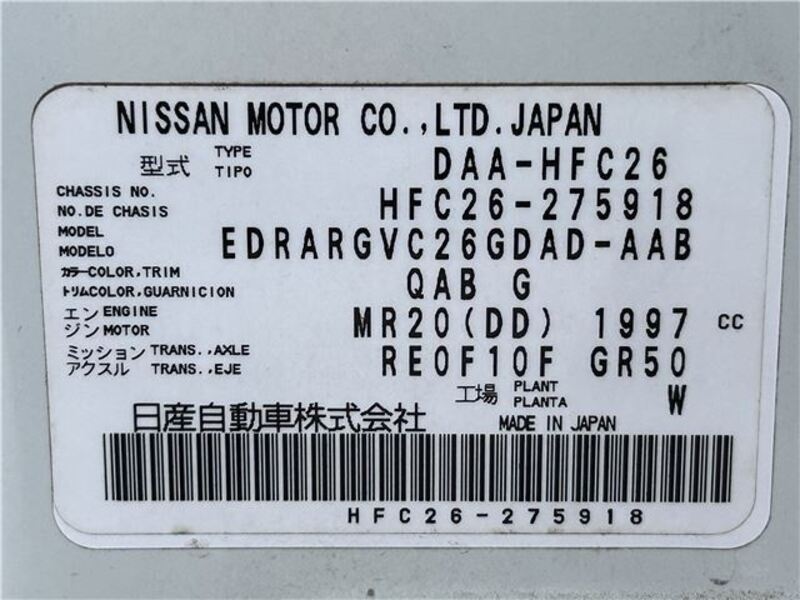 NISSAN MOTOR CO.,LTD.JAPAN
型式 TYPE TIPO DAA-HFC26
CHASSIS NO.
NO.DE CHASIS HFC26-275918
MODEL
MODELO EDRARGVC26GDAD-AAB
カラーCOLOR,TRIM
トリムCOLOR,GUARNICION QAB G
エンジン ENGINE MOTOR MR20(DD) 1997 CC
ミッション TRANS.,AXLE
アクスル TRANS.,EJE RE0F10F GR50
工場 PLANT PLANTA W
日産自動車株式会社 MADE IN JAPAN
HFC26-275918